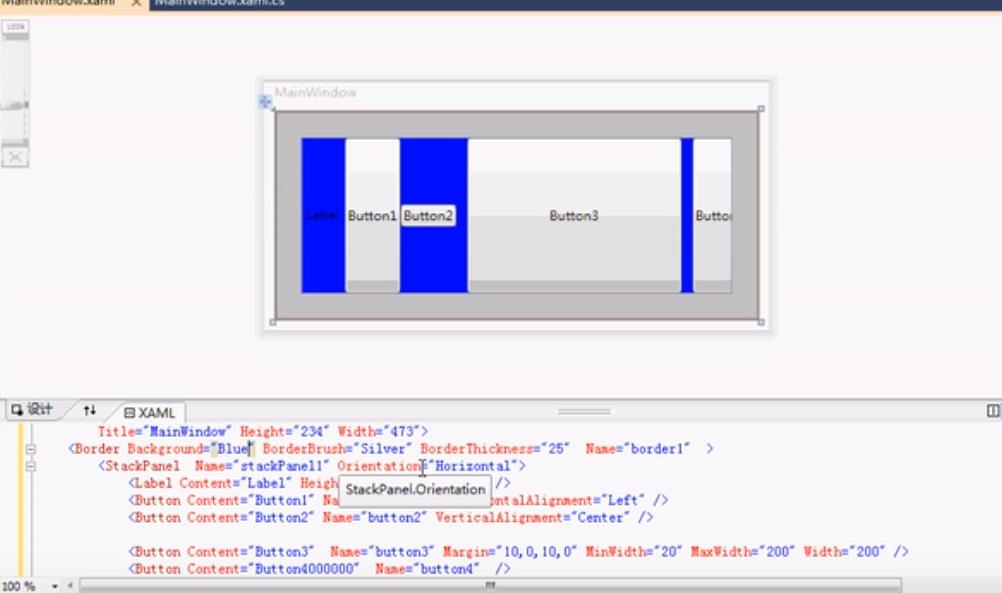 MainWindow.xaml × MainWindow.xaml.cs
100%
MainWindow
Label Button1 Button2 Button3 Butto
设计 XAML
Title="MainWindow" Height="234" Width="473">
<Border Background="Blue" BorderBrush="Silver" BorderThickness="25" Name="border1" >
<StackPanel Name="stackPanel1" Orientation="Horizontal">
<Label Content="Label" Heigh />
StackPanel.Orientation
<Button Content="Button1" Na ntalAlignment="Left" />
<Button Content="Button2" Name="button2" VerticalAlignment="Center" />
<Button Content="Button3" Name="button3" Margin="10,0,10,0" MinWidth="20" MaxWidth="200" Width="200" />
<Button Content="Button4000000" Name="button4" />
100 %